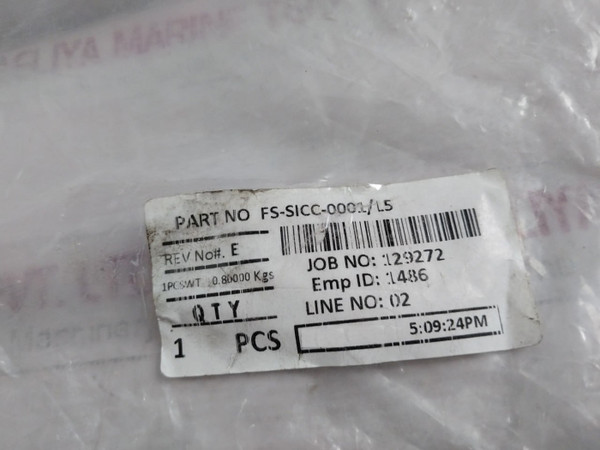 PART NO FS-SICC-0001/L5
REV No#. E
JOB NO: 129272
1PCSWT 0.80000 Kgs
Emp ID: 1486
QTY
LINE NO: 02
1 PCS
5:09:24PM